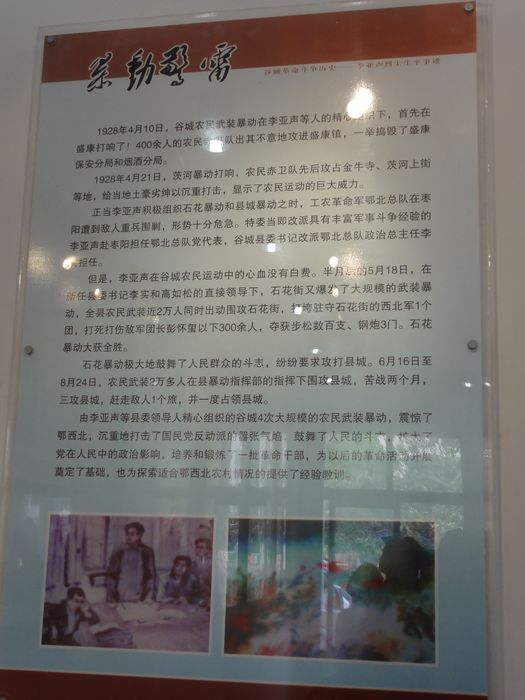 暴动惊雷
谷城革命斗争历史——李亚声烈士生平事迹
1928年4月10日，谷城农民武装暴动在李亚声等人的精心组织下，首先在
盛康打响了！400余人的农民赤卫队出其不意地攻进盛康镇，一举捣毁了盛康
保安分局和烟酒分局。
1928年4月21日，茨河暴动打响，农民赤卫队先后攻占金牛寺、茨河上街
等地，给当地土豪劣绅以沉重打击，显示了农民运动的巨大威力。
正当李亚声积极组织石花暴动和县城暴动之时，工农革命军鄂北总队在枣
阳遭到敌人重兵围剿，形势十分危急。特委当即改派具有丰富军事斗争经验的
李亚声赴枣阳担任鄂北总队党代表，谷城县委书记改派鄂北总队政治总主任李
担任。
但是，李亚声在谷城农民运动中的心血没有白费。半月后的5月18日，在
新任县委书记李实和高如松的直接领导下，石花街又爆发了大规模的武装暴
动，全县农民武装近2万人同时出动围攻石花街，打垮驻守石花街的西北军1个
团，打死打伤敌军团长彭怀玺以下300余人，夺获步松数百支、钢炮3门。石花
暴动大获全胜。
石花暴动极大地鼓舞了人民群众的斗志，纷纷要求攻打县城。6月16日至
8月24日，农民武装2万多人在县暴动指挥部的指挥下围攻县城，苦战两个月，
三攻县城，赶走敌人1个旅，并一度占领县城。
由李亚声等县委领导人精心组织的谷城4次大规模的农民武装暴动，震惊了
鄂西北，沉重地打击了国民党反动派的嚣张气焰，鼓舞了人民的斗志，扩大了
党在人民中的政治影响，培养和锻炼了一批革命干部，为以后的革命活动开展
奠定了基础，也为探索适合鄂西北农村情况的提供了经验教训。